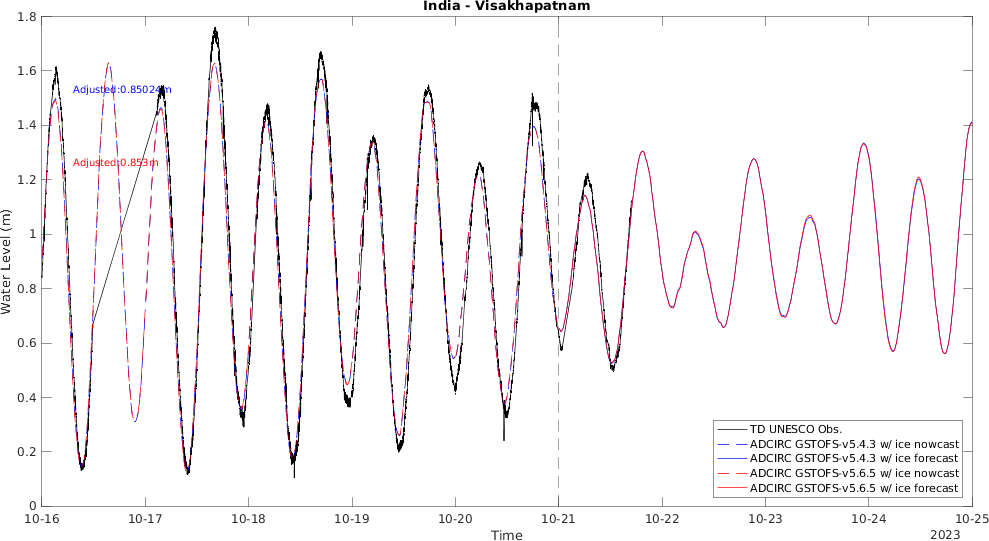 India - Visakhapatnam
1.8
1.6
1.4
1.2
1
0.8
0.6
0.4
0.2
0
Water Level (m)
Adjusted:0.85024m
Adjusted:0.853m
TD UNESCO Obs.
ADCIRC GSTOFS-v5.4.3 w/ ice nowcast
ADCIRC GSTOFS-v5.4.3 w/ ice forecast
ADCIRC GSTOFS-v5.6.5 w/ ice nowcast
ADCIRC GSTOFS-v5.6.5 w/ ice forecast
10-16 10-17 10-18 10-19 10-20 10-21 10-22 10-23 10-24 10-25
Time
2023